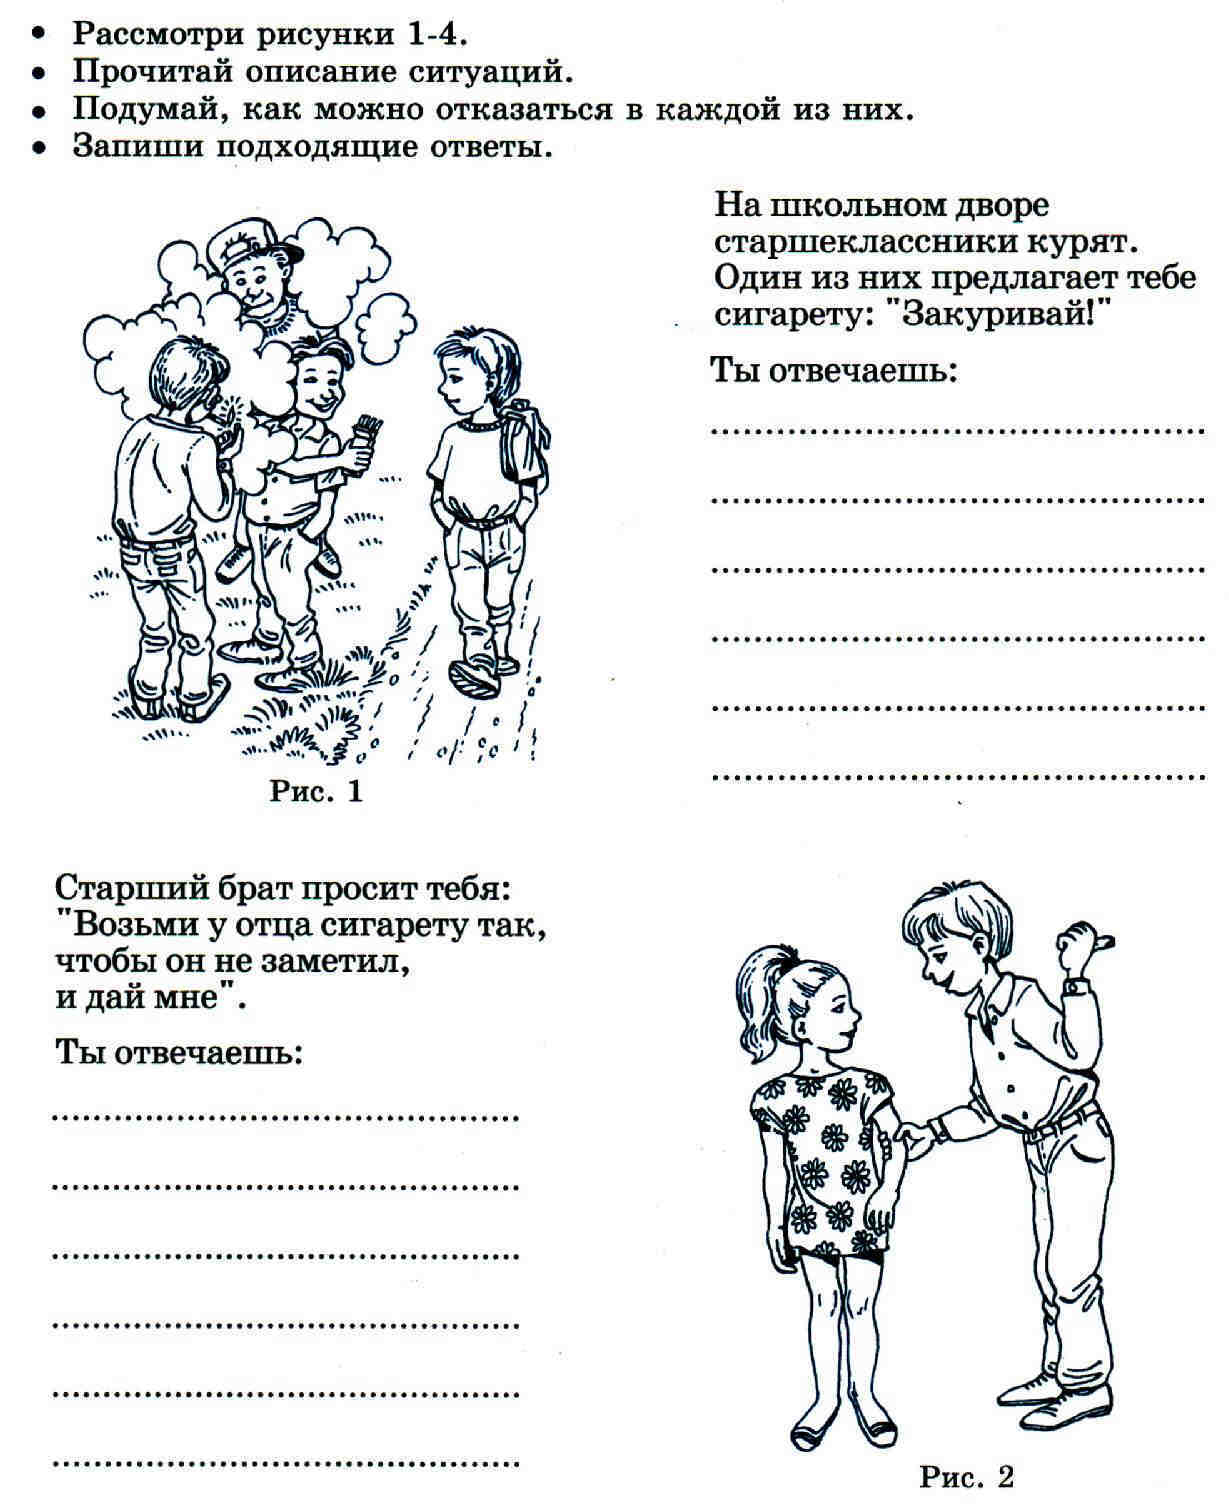 • Рассмотри рисунки 1-4.
• Прочитай описание ситуаций.
• Подумай, как можно отказаться в каждой из них.
• Запиши подходящие ответы.
На школьном дворе
старшеклассники курят.
Один из них предлагает тебе
сигарету: "Закуривай!"
Ты отвечаешь:
Рис. 1
Старший брат просит тебя:
"Возьми у отца сигарету так,
чтобы он не заметил,
и дай мне".
Ты отвечаешь:
Рис. 2